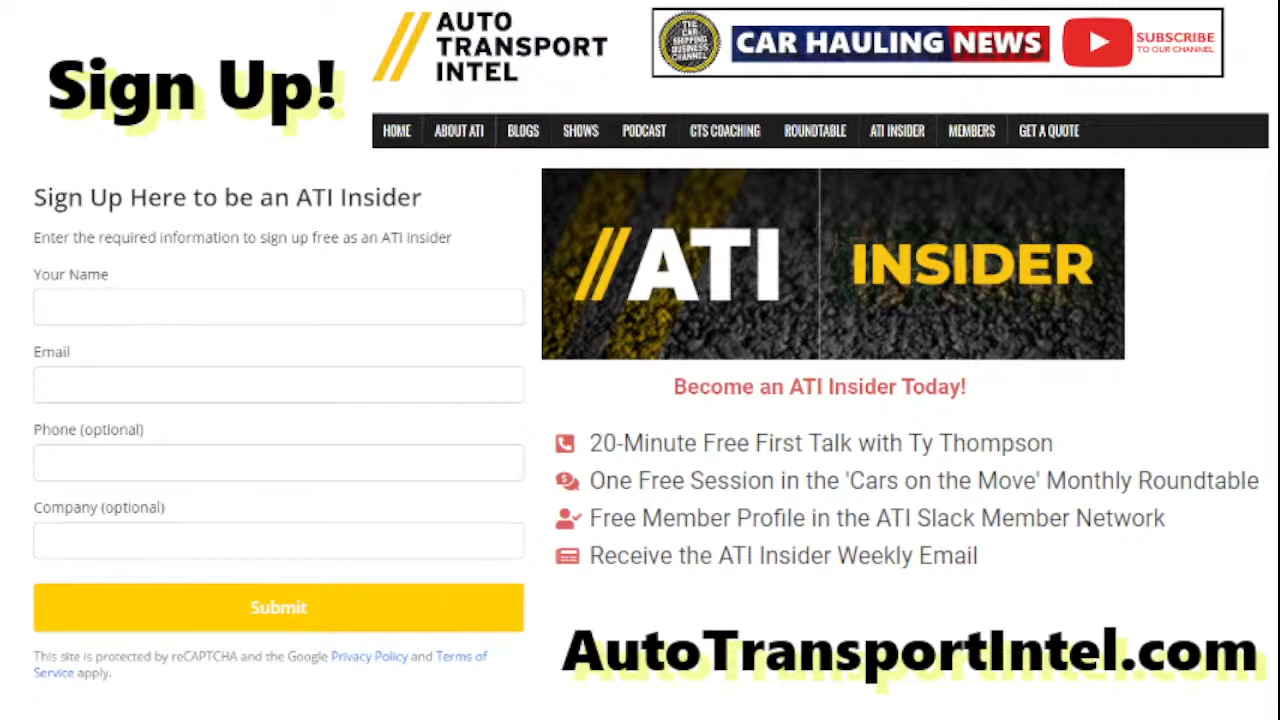 Sign Up!
AUTO
TRANSPORT
INTEL
THE
CAR
SHIPPING
BUSINESS
CHANNEL
CAR HAULING NEWS
SUBSCRIBE
TO OUR CHANNEL
HOME ABOUT ATI BLOGS SHOWS PODCAST CTS COACHING ROUNDTABLE ATI INSIDER MEMBERS GET A QUOTE
Sign Up Here to be an ATI Insider
Enter the required information to sign up free as an ATI Insider
Your Name
Email
Phone (optional)
Company (optional)
Submit
This site is protected by reCAPTCHA and the Google Privacy Policy and Terms of
Service apply.
//ATI INSIDER
Become an ATI Insider Today!
20-Minute Free First Talk with Ty Thompson
One Free Session in the 'Cars on the Move' Monthly Roundtable
Free Member Profile in the ATI Slack Member Network
Receive the ATI Insider Weekly Email
AutoTransportIntel.com